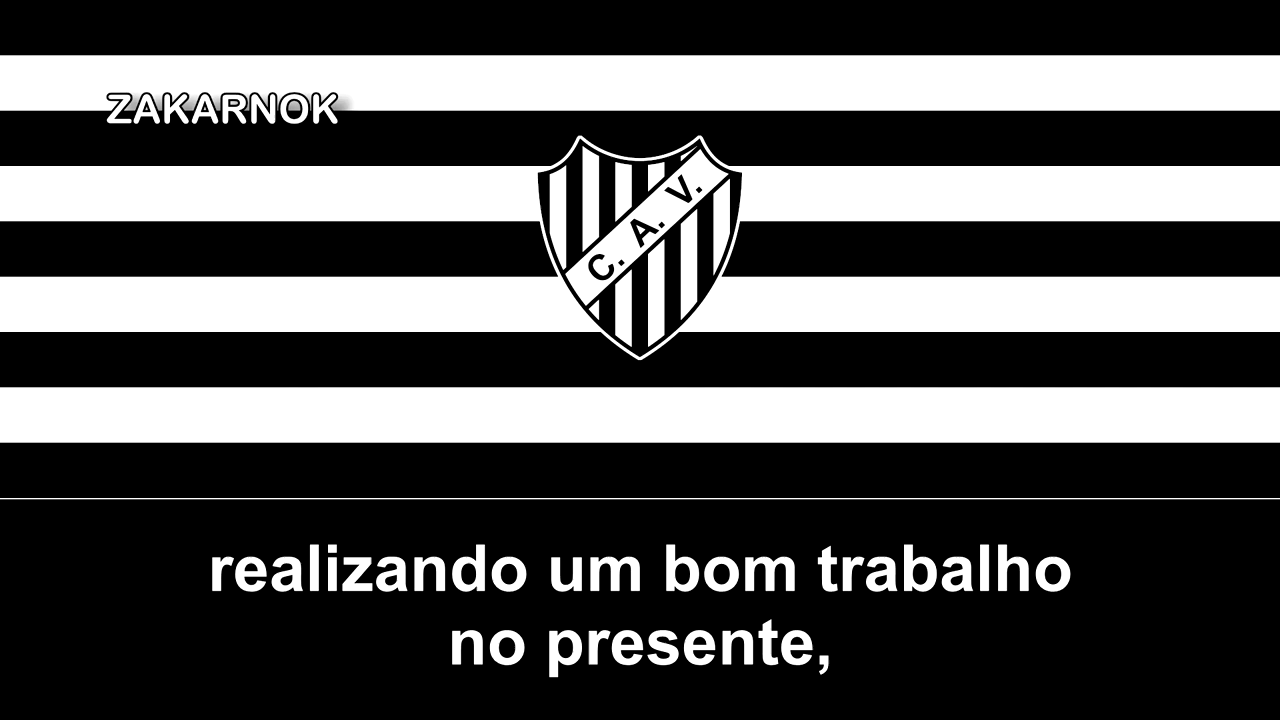 ZAKARNOK
C. A. V.
realizando um bom trabalho
no presente,